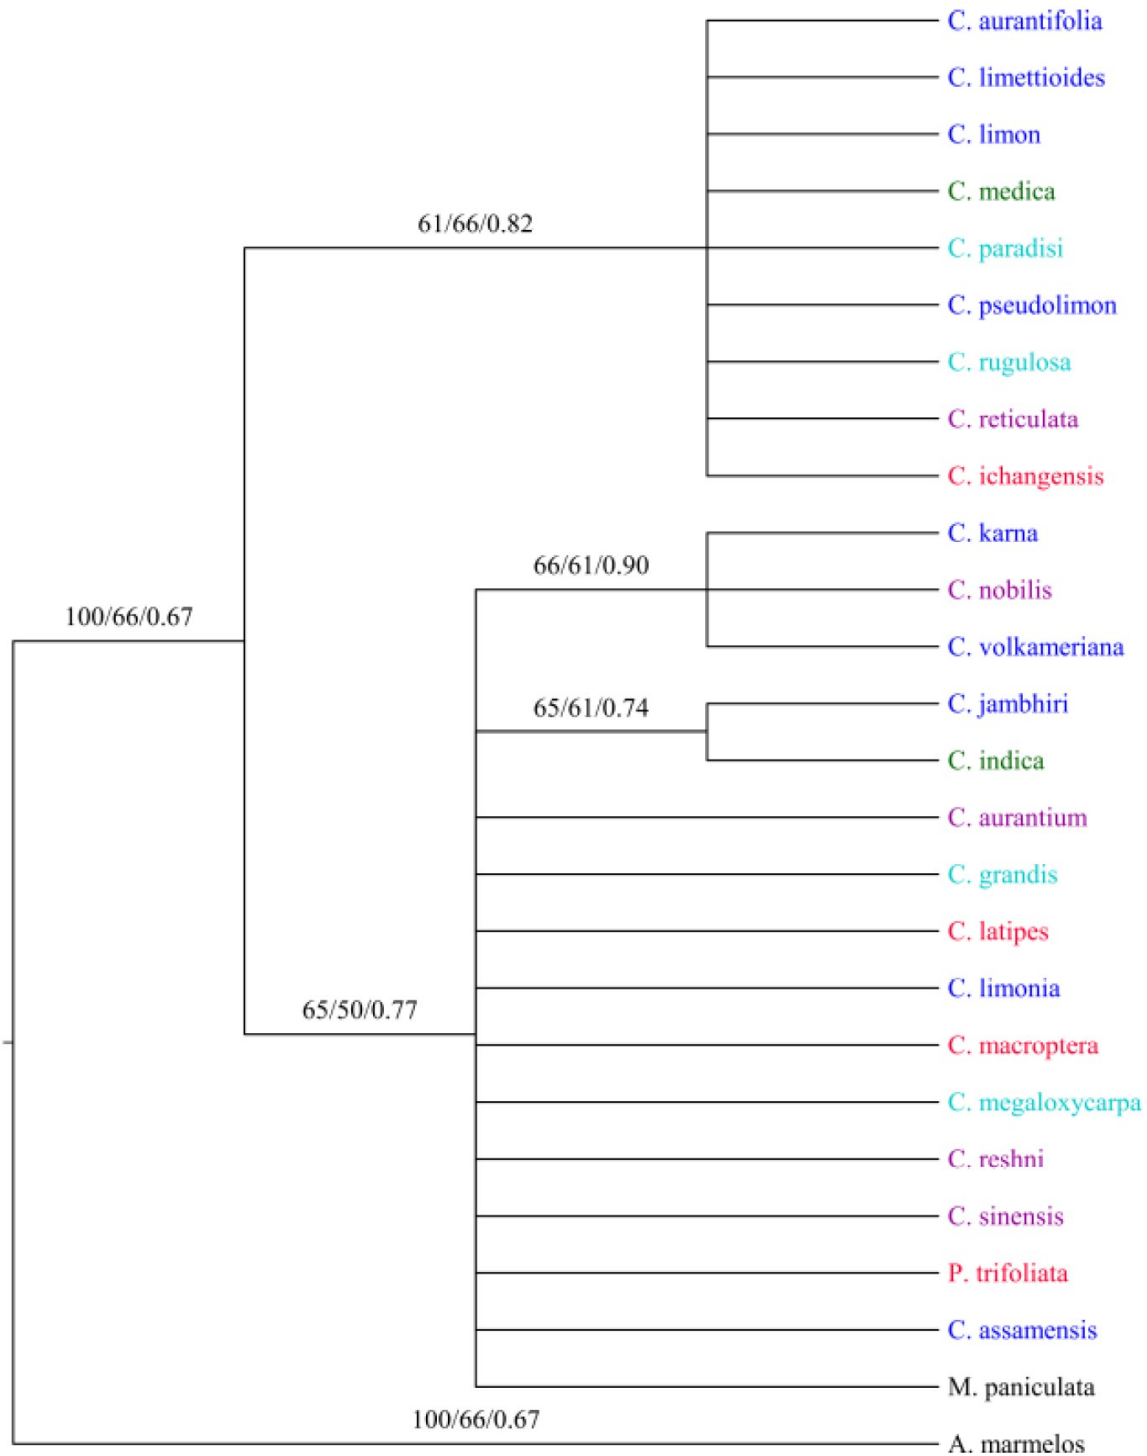 C. aurantifolia
C. limettioides
C. limon
C. medica
61/66/0.82
C. paradisi
C. pseudolimon
C. rugulosa
C. reticulata
C. ichangensis
C. karna
66/61/0.90
C. nobilis
100/66/0.67
C. volkameriana
C. jambhiri
65/61/0.74
C. indica
C. aurantium
C. grandis
C. latipes
C. limonia
65/50/0.77
C. macroptera
C. megaloxycarpa
C. reshni
C. sinensis
P. trifoliata
C. assamensis
M. paniculata
100/66/0.67
A. marmelos